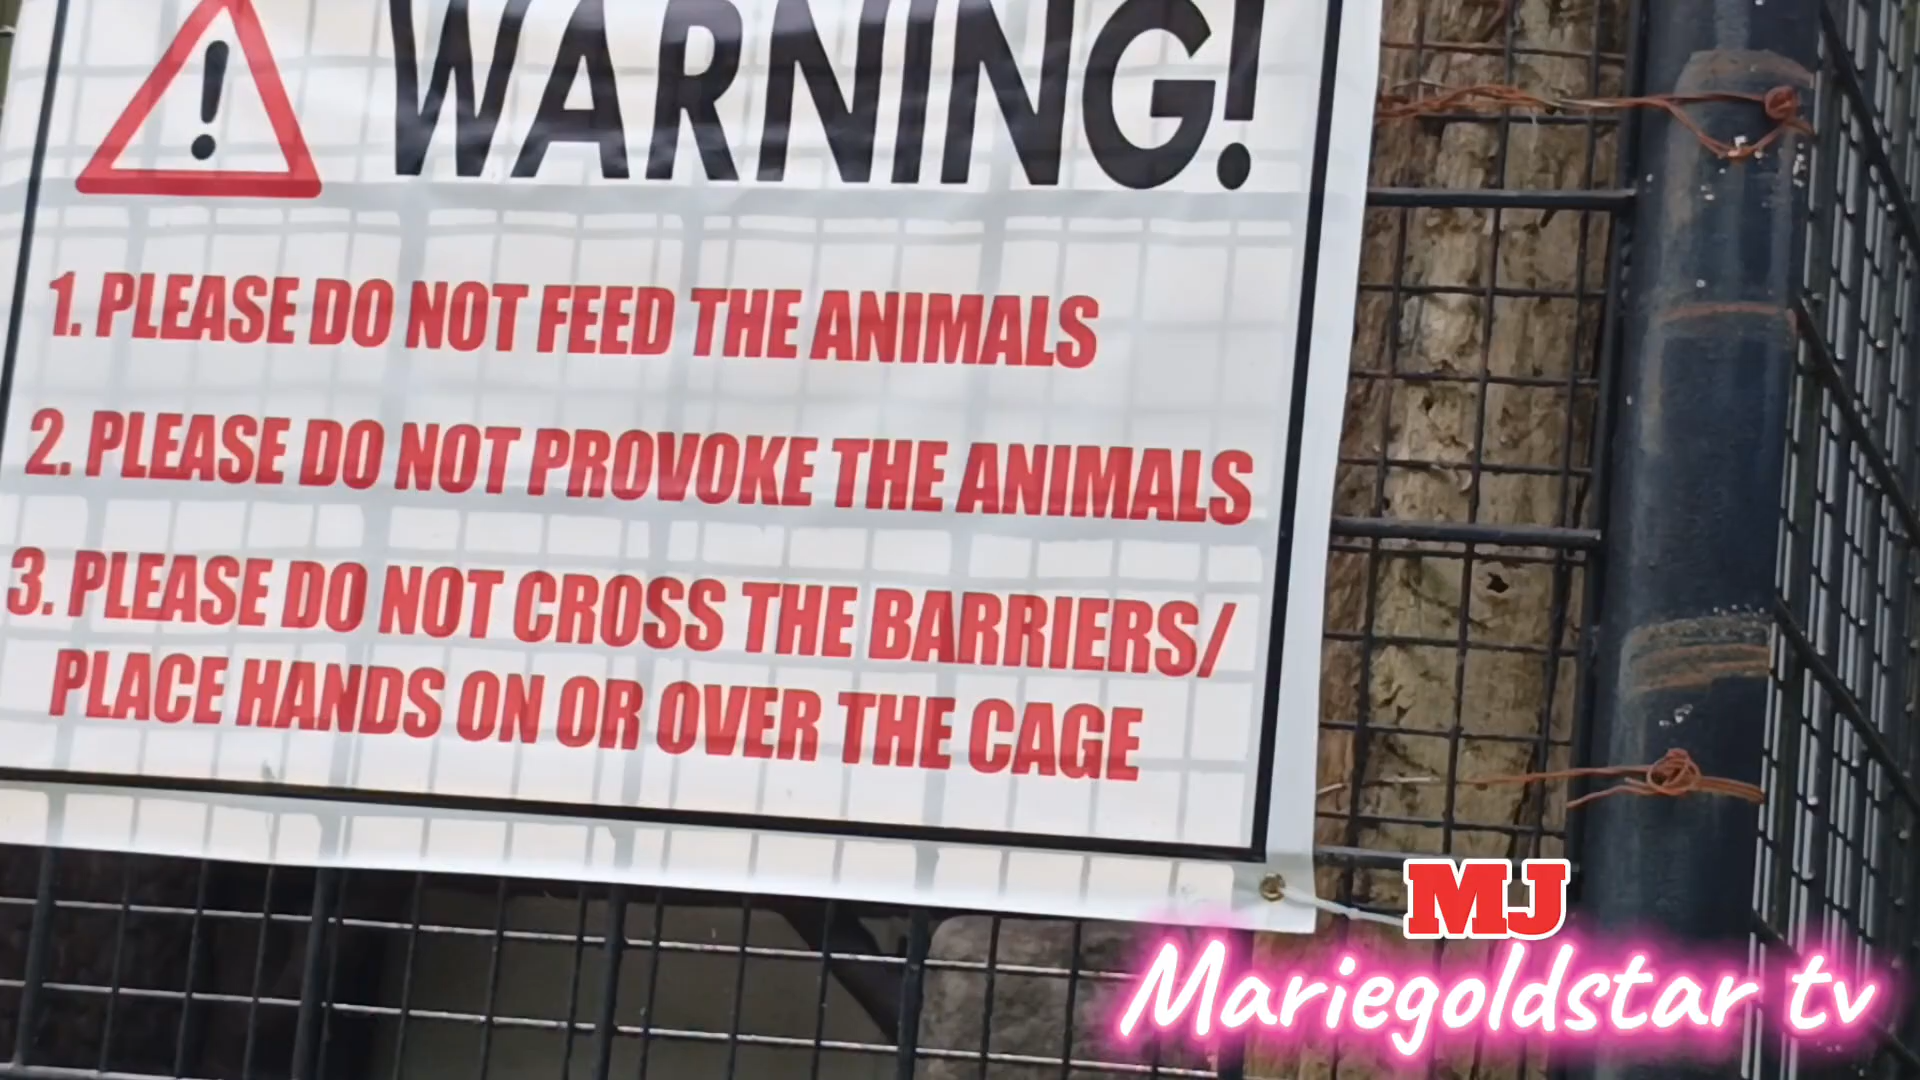 WARNING!
1. PLEASE DO NOT FEED THE ANIMALS
2. PLEASE DO NOT PROVOKE THE ANIMALS
3. PLEASE DO NOT CROSS THE BARRIERS/
PLACE HANDS ON OR OVER THE CAGE
MJ
Mariegoldstar tv